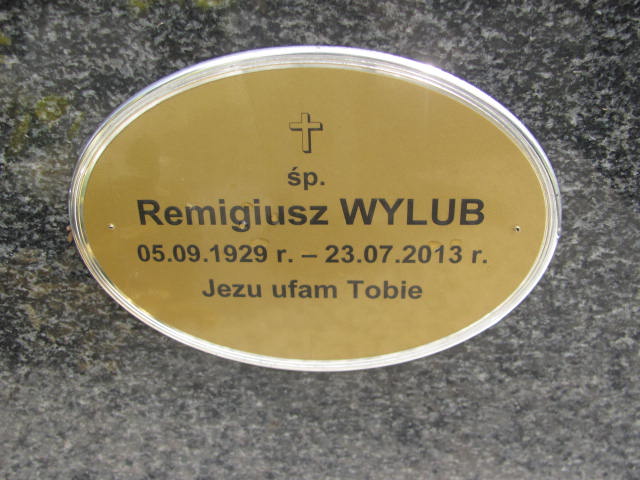 śp.
Remigiusz WYLUB
05.09.1929 r. – 23.07.2013 r.
Jezu ufam Tobie